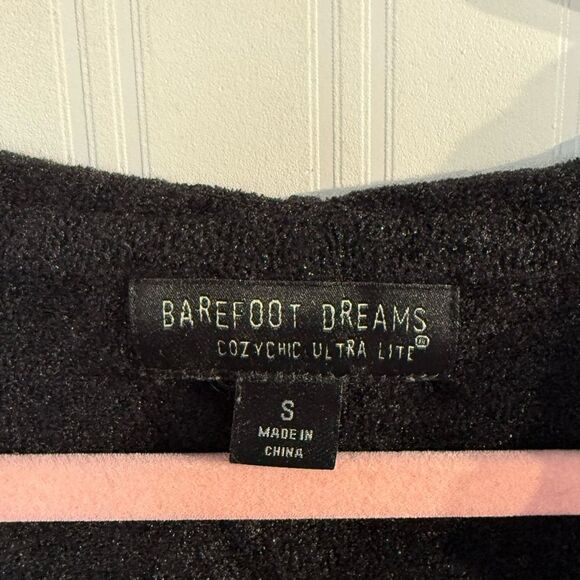 BAREFOOT DREAMS
COZYCHIC ULTRA LITE
S
MADE IN
CHINA